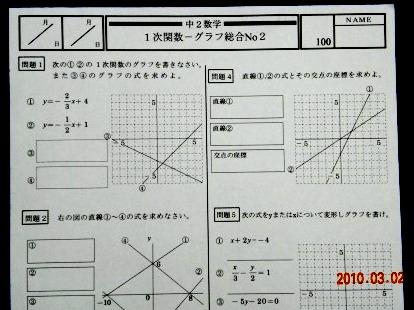 月
日
月
日
中2数学
1次関数－グラフ総合No2
100
NAME
問題1 次の①②の1次関数のグラフを書きなさい。
また③④のグラフの式を求めよ。
① y=-2/3x+4
② y=-1/2x+1
③
④
5
-5
5
-5
③
④
問題4 直線①,②の式とその交点の座標を求めよ。
直線①
直線②
交点の座標
①
②
5
-5
5
-5
問題2 右の図の直線①～④の式を求めなさい。
①
②
③
④
y
①
6
②
-10
0
8
x
問題5 次の式をyまたはxについて変形しグラフを書け。
① x+2y=-4
② x/3-y/2=1
③ -5y-20=0
5
-5
5
2010.03.02